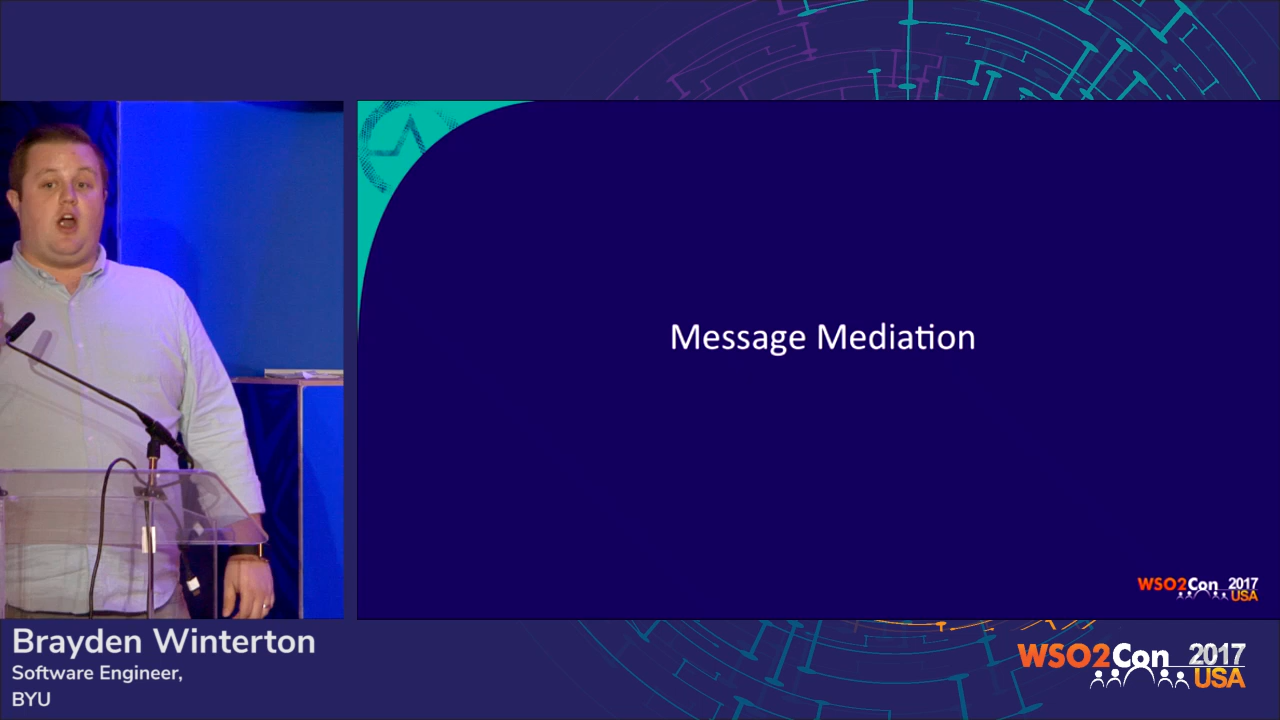 Message Mediation
WSO2Con 2017
USA
Brayden Winterton
Software Engineer,
BYU
WSO2Con 2017
USA